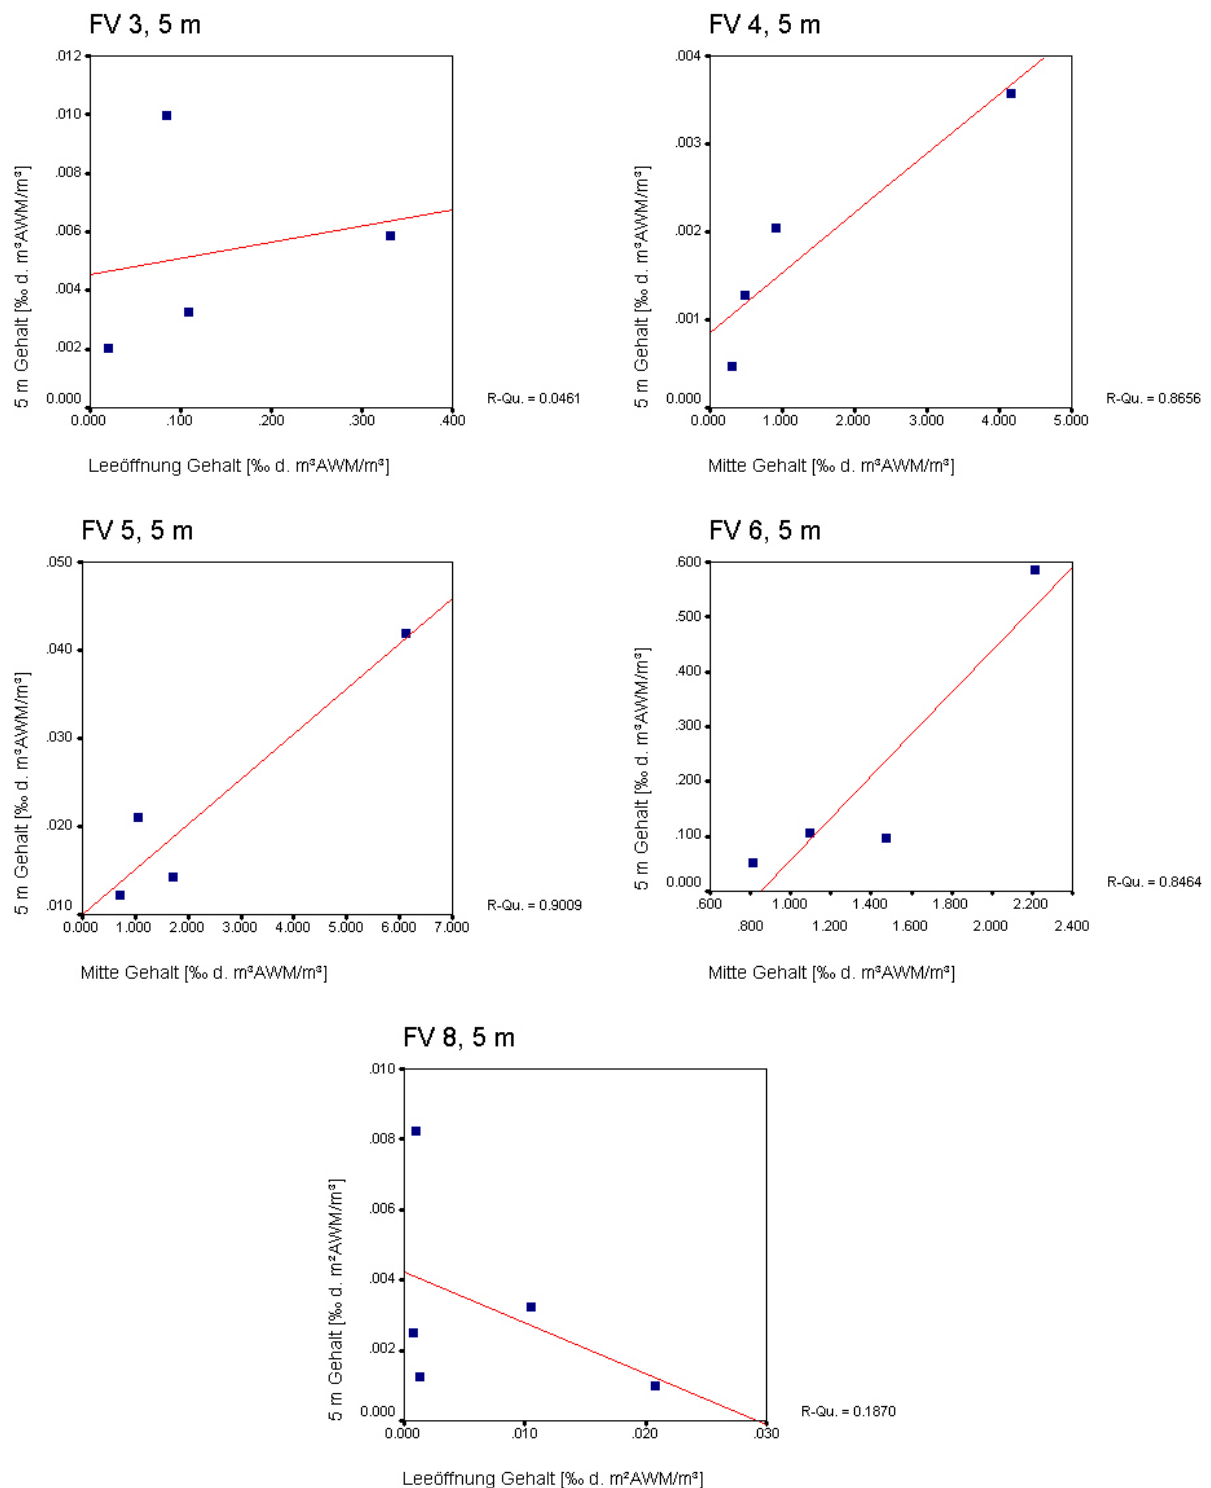 FV 3, 5 m
.012
.010
.008
.006
.004
.002
0.000
0.000 .100 .200 .300 .400
5 m Gehalt [‰ d. m³AWM/m³]
R-Qu. = 0.0461
Leeöffnung Gehalt [‰ d. m³AWM/m³]
FV 4, 5 m
.004
.003
.002
.001
0.000
0.000 1.000 2.000 3.000 4.000 5.000
5 m Gehalt [‰ d. m³AWM/m³]
R-Qu. = 0.8656
Mitte Gehalt [‰ d. m³AWM/m³]
FV 5, 5 m
.050
.040
.030
.020
.010
0.000 1.000 2.000 3.000 4.000 5.000 6.000 7.000
5 m Gehalt [‰ d. m³AWM/m³]
R-Qu. = 0.9009
Mitte Gehalt [‰ d. m³AWM/m³]
FV 6, 5 m
.600
.500
.400
.300
.200
.100
0.000
.600 1.000 1.400 1.800 2.200
.800 1.200 1.600 2.000 2.400
5 m Gehalt [‰ d. m³AWM/m³]
R-Qu. = 0.8464
Mitte Gehalt [‰ d. m³AWM/m³]
FV 8, 5 m
.010
.008
.006
.004
.002
0.000
0.000 .010 .020 .030
5 m Gehalt [‰ d. m²AWM/m³]
R-Qu. = 0.1870
Leeöffnung Gehalt [‰ d. m²AWM/m³]